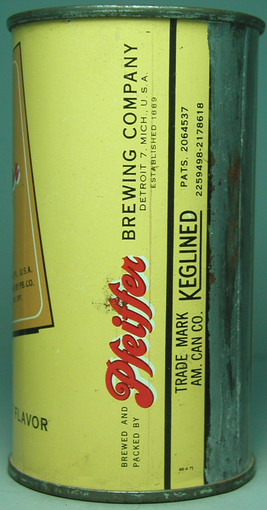 U.S.A.
CO.
FLAVOR
BREWED AND
PACKED BY
Pfeiffer
BREWING COMPANY
DETROIT 7, MICH., U.S.A.
ESTABLISHED 1889
TRADE MARK KEGLINED PATS. 2064537
AM. CAN CO. 2259498-2178618